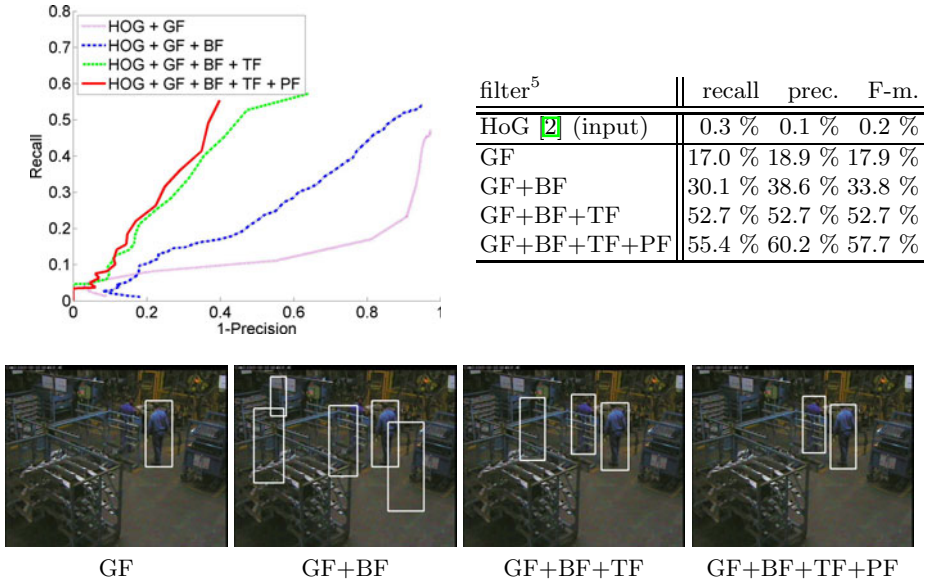 0.8
0.7
0.6
0.5
0.4
0.3
0.2
0.1
0
Recall
HOG + GF
HOG + GF + BF
HOG + GF + BF + TF
HOG + GF + BF + TF + PF
0.2 0.4 0.6 0.8 1
1-Precision
filter5 recall prec. F-m.
HoG [2] (input) 0.3 % 0.1 % 0.2 %
GF 17.0 % 18.9 % 17.9 %
GF+BF 30.1 % 38.6 % 33.8 %
GF+BF+TF 52.7 % 52.7 % 52.7 %
GF+BF+TF+PF 55.4 % 60.2 % 57.7 %
GF GF+BF GF+BF+TF GF+BF+TF+PF